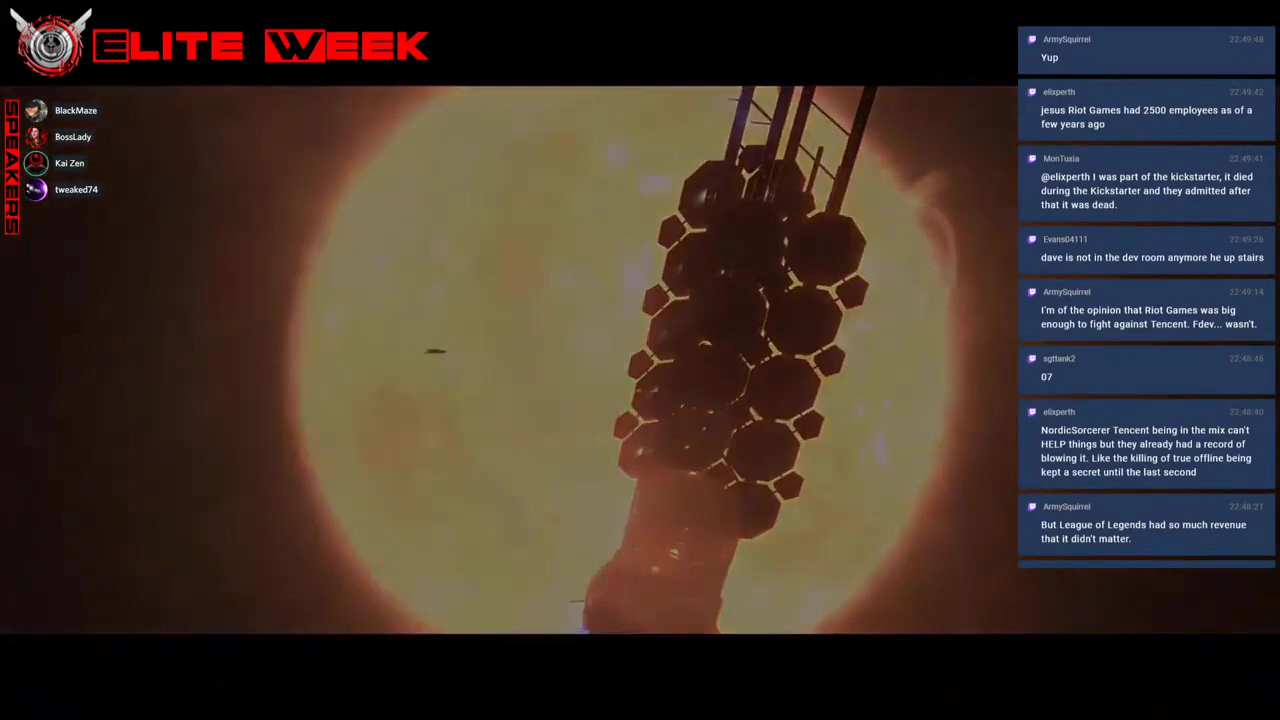 ELITE WEEK
SPEAKERS
BlackMaze
BossLady
Kai Zen
tweaked74
ArmySquirrel 22:49:48
Yup
elixperth 22:49:42
jesus Riot Games had 2500 employees as of a
few years ago
MonTuxia 22:49:41
@elixperth I was part of the kickstarter, it died
during the Kickstarter and they admitted after
that it was dead.
Evans04111 22:49:26
dave is not in the dev room anymore he up stairs
ArmySquirrel 22:49:14
I'm of the opinion that Riot Games was big
enough to fight against Tencent. Fdev... wasn't.
sgttank2 22:48:46
07
elixperth 22:48:40
NordicSorcerer Tencent being in the mix can't
HELP things but they already had a record of
blowing it. Like the killing of true offline being
kept a secret until the last second
ArmySquirrel 22:48:21
But League of Legends had so much revenue
that it didn't matter.